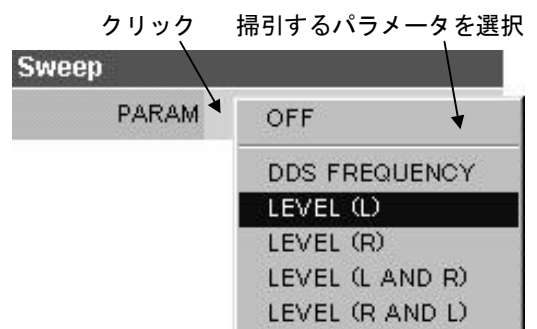 クリック 掃引するパラメータを選択
Sweep
PARAM
OFF
DDS FREQUENCY
LEVEL (L)
LEVEL (R)
LEVEL (L AND R)
LEVEL (R AND L)